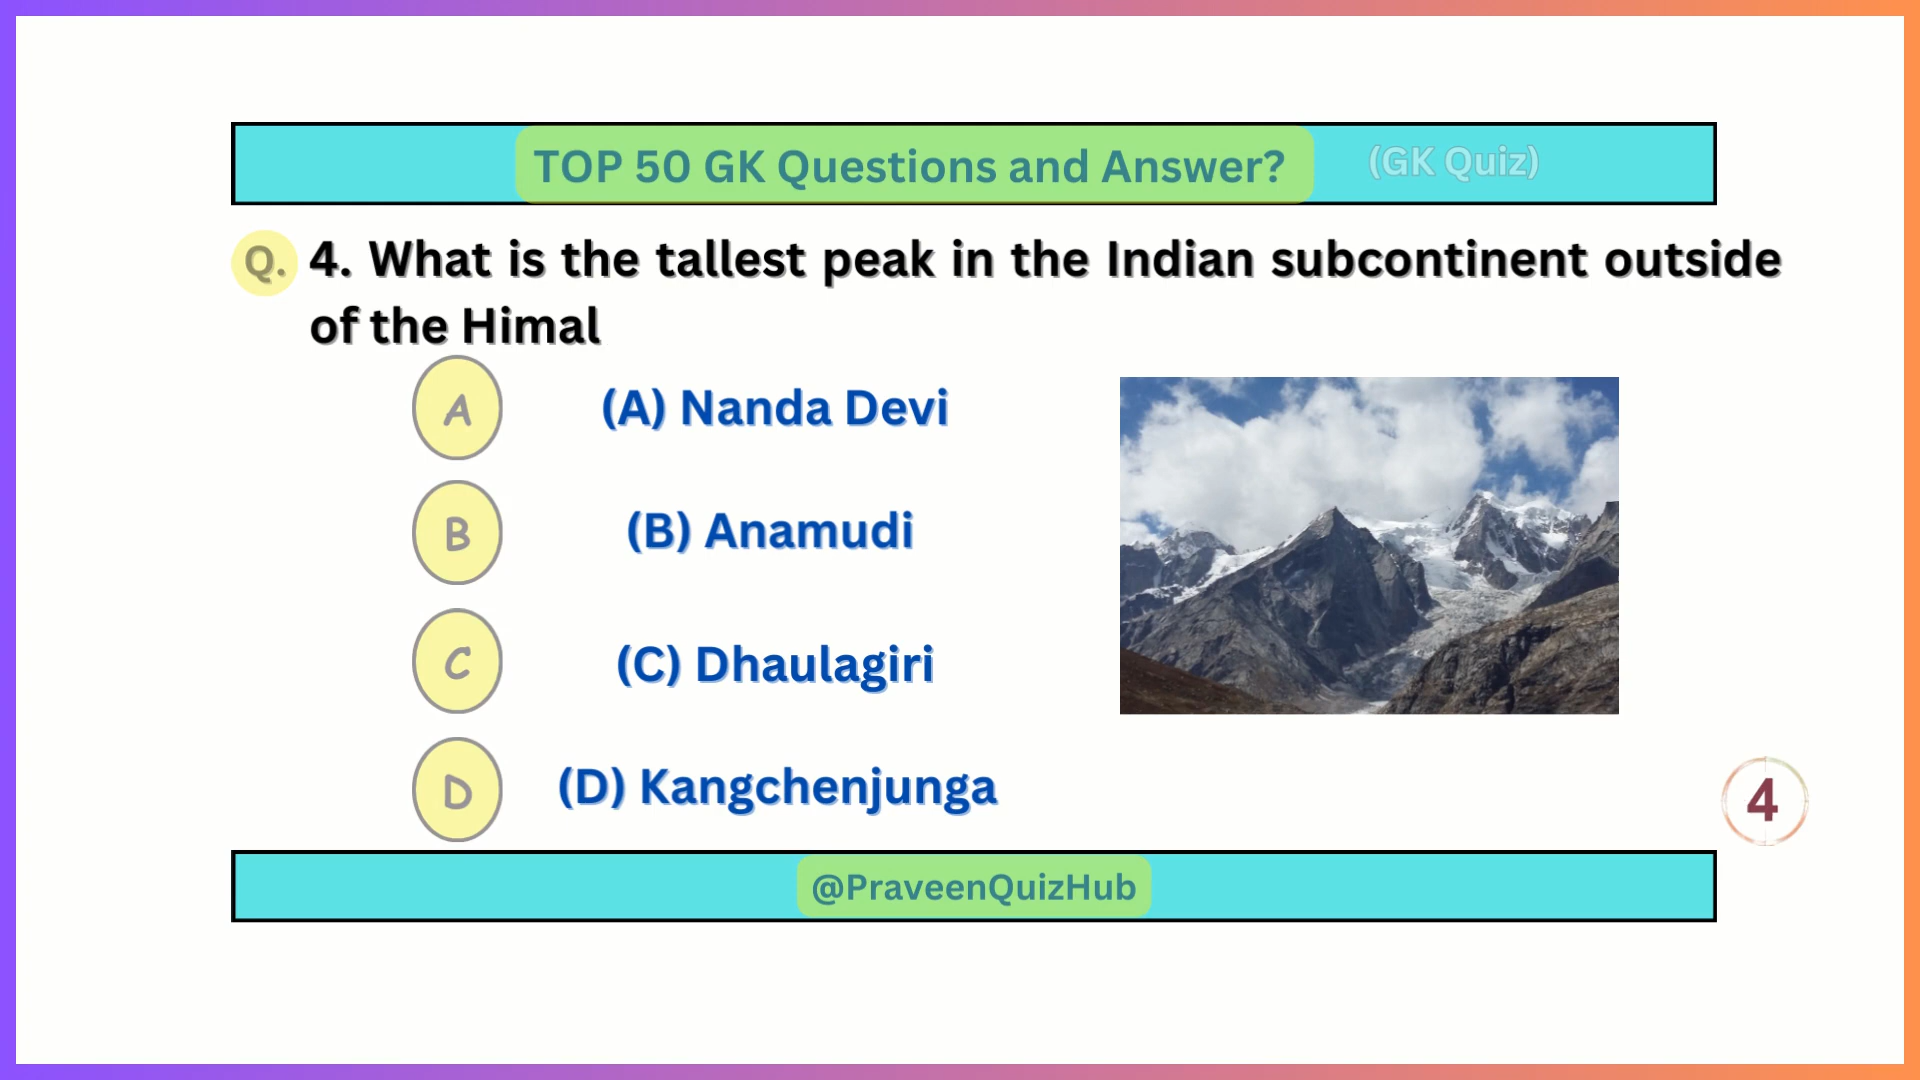 TOP 50 GK Questions and Answer? (GK Quiz)
Q. 4. What is the tallest peak in the Indian subcontinent outside
of the Himal
A (A) Nanda Devi
B (B) Anamudi
C (C) Dhaulagiri
D (D) Kangchenjunga
4
@PraveenQuizHub